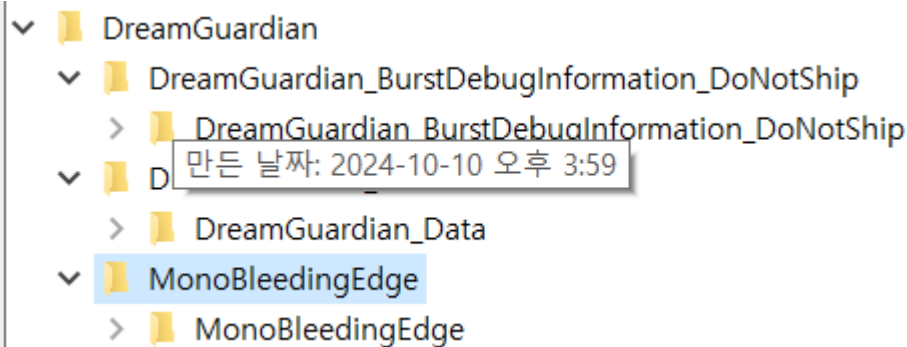 DreamGuardian
DreamGuardian_BurstDebugInformation_DoNotShip
DreamGuardian_BurstDebugInformation_DoNotShip
만든 날짜: 2024-10-10 오후 3:59
DreamGuardian_Data
MonoBleedingEdge
MonoBleedingEdge